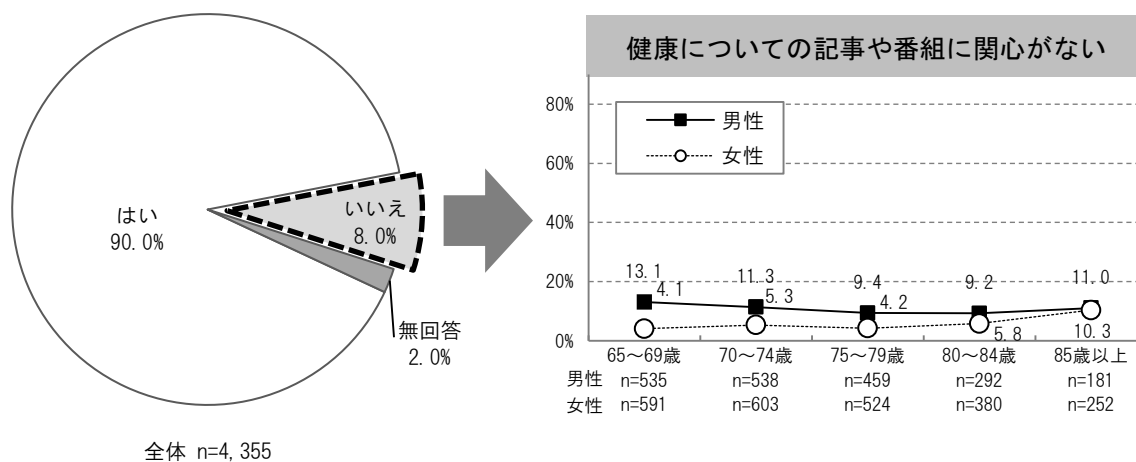 はい
90.0%
いいえ
8.0%
無回答
2.0%
全体 n=4,355
健康についての記事や番組に関心がない
80%
60%
40%
20%
0%
男性
女性
13.1
11.3
9.4
9.2
11.0
4.1
5.3
4.2
5.8
10.3
65～69歳 70～74歳 75～79歳 80～84歳 85歳以上
男性 n=535 n=538 n=459 n=292 n=181
女性 n=591 n=603 n=524 n=380 n=252